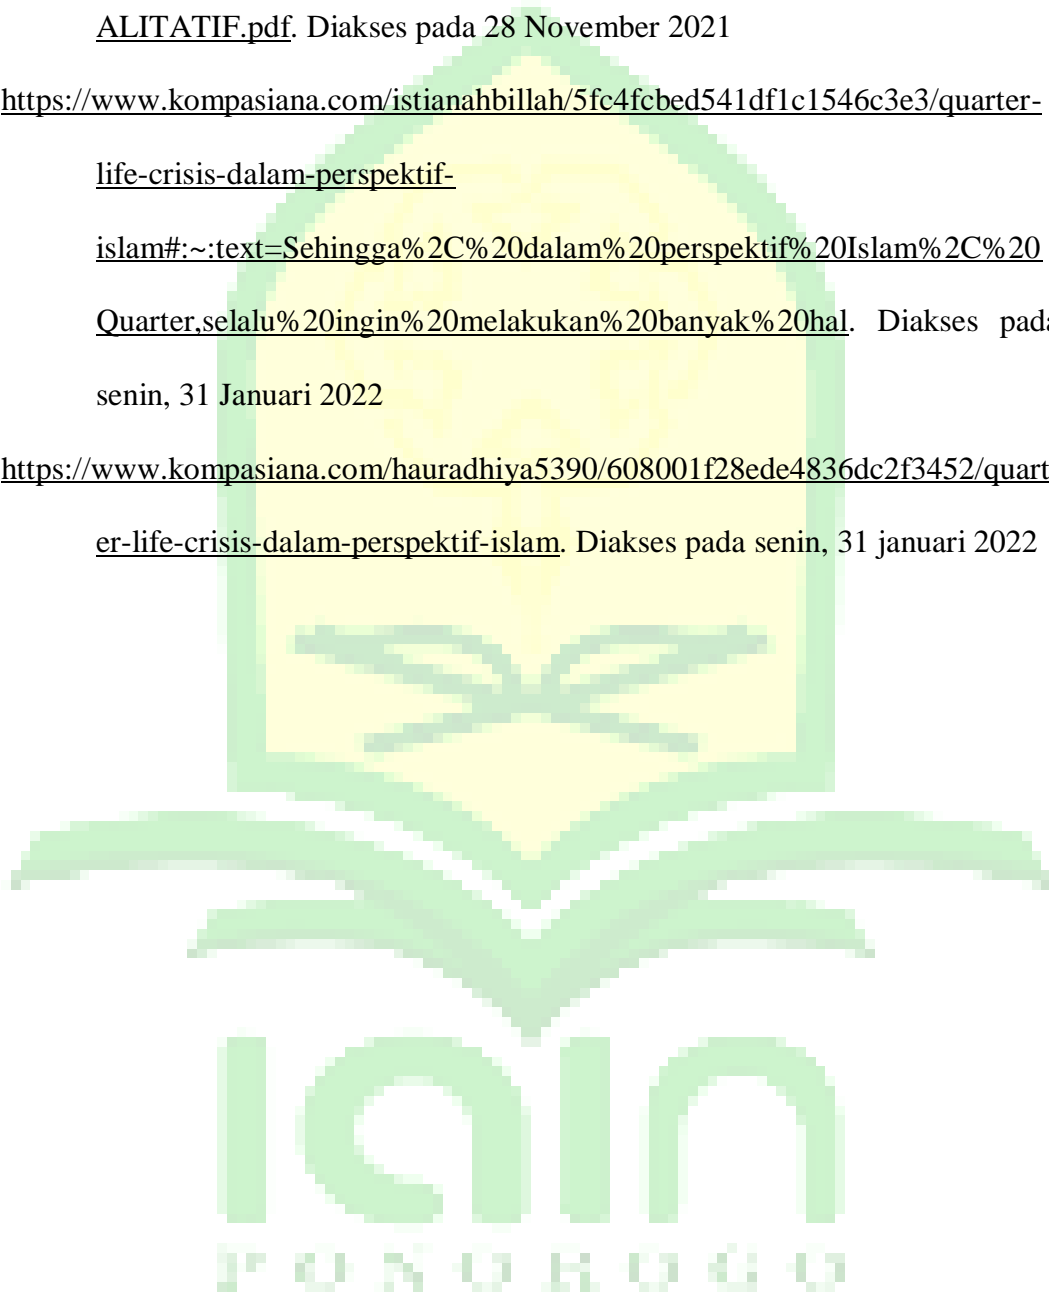 ALITATIF.pdf. Diakses pada 28 November 2021
https://www.kompasiana.com/istianahbillah/5fc4fcbed541df1c1546c3e3/quarter-
life-crisis-dalam-perspektif-
islam#:~:text=Sehingga%2C%20dalam%20perspektif%20Islam%2C%20
Quarter,selalu%20ingin%20melakukan%20banyak%20hal. Diakses pada
senin, 31 Januari 2022
https://www.kompasiana.com/hauradhiya5390/608001f28ede4836dc2f3452/quart
er-life-crisis-dalam-perspektif-islam. Diakses pada senin, 31 januari 2022
iain
PONOROGO